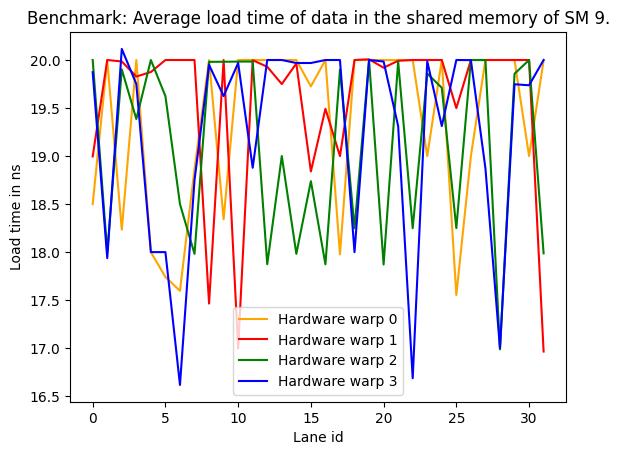 Benchmark: Average load time of data in the shared memory of SM 9.
Load time in ns
20.0
19.5
19.0
18.5
18.0
17.5
17.0
16.5
Hardware warp 0
Hardware warp 1
Hardware warp 2
Hardware warp 3
0 5 10 15 20 25 30
Lane id